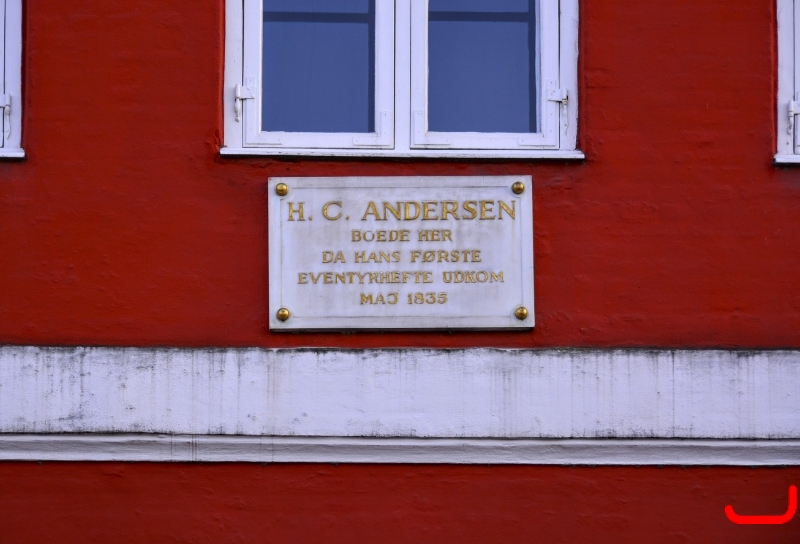 H. C. ANDERSEN
BOEDE HER
DA HANS FØRSTE
EVENTYRHEFTE UDKOM
MAJ 1835